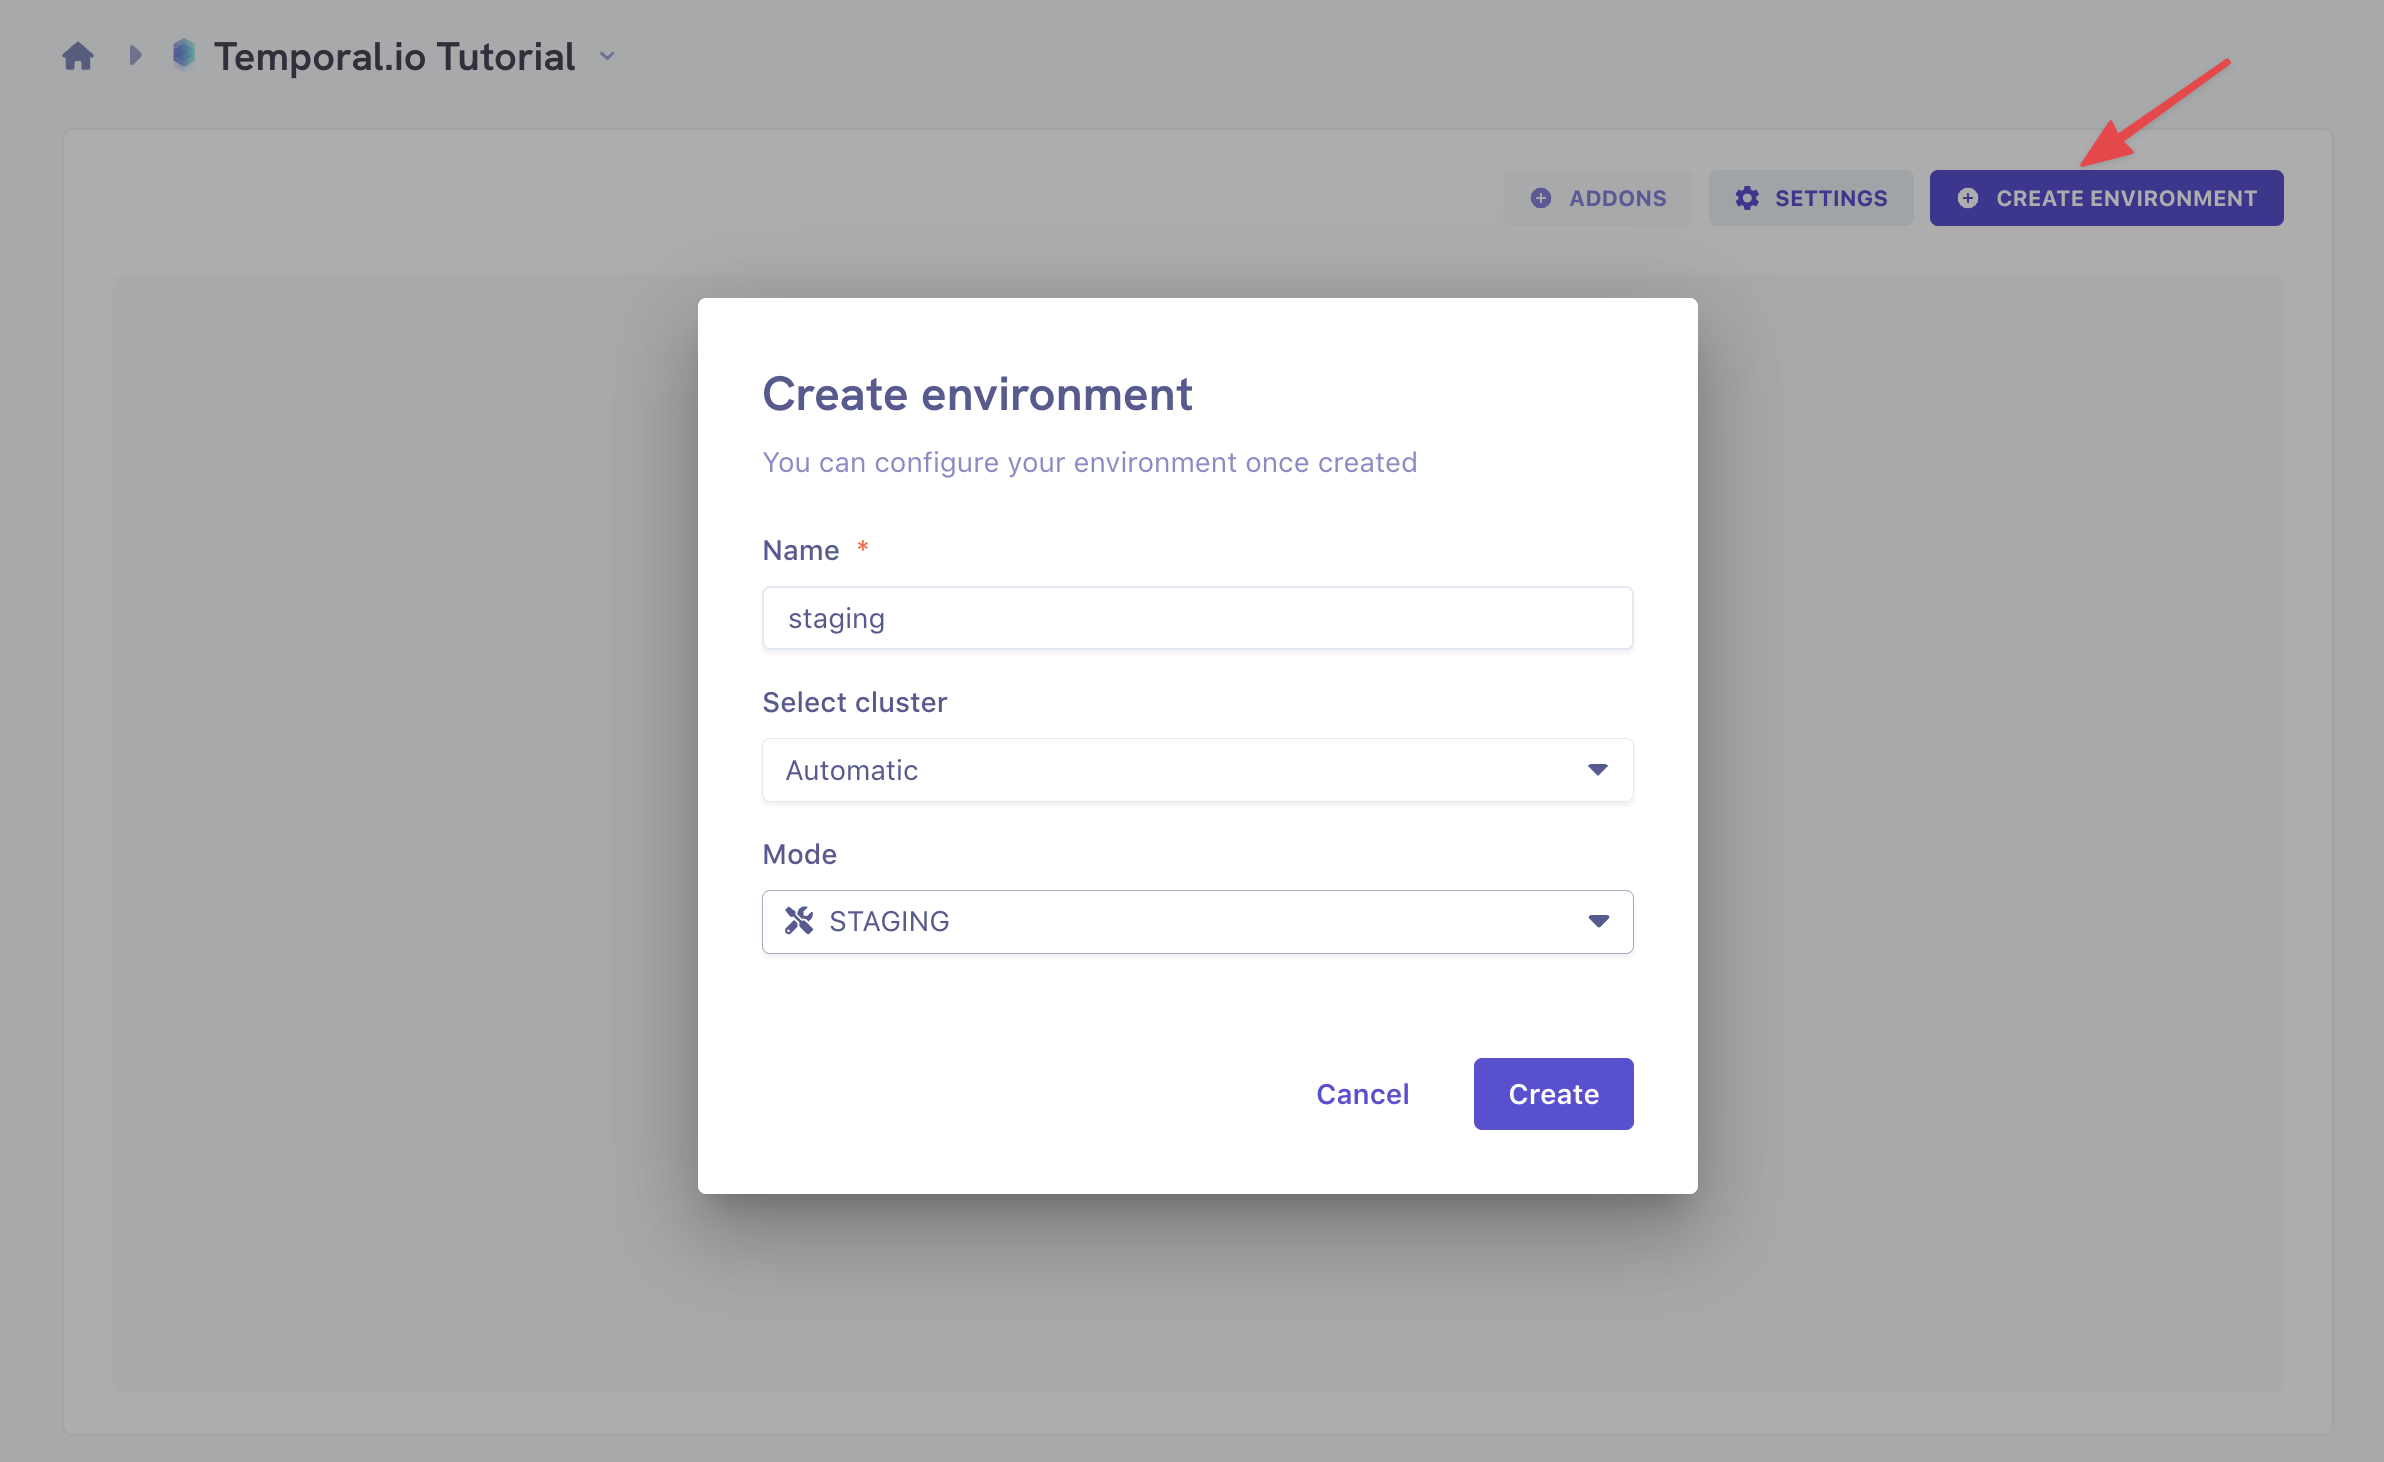 Temporal.io Tutorial
ADDONS
SETTINGS
CREATE ENVIRONMENT
Create environment
You can configure your environment once created
Name *
staging
Select cluster
Automatic
Mode
STAGING
Cancel
Create